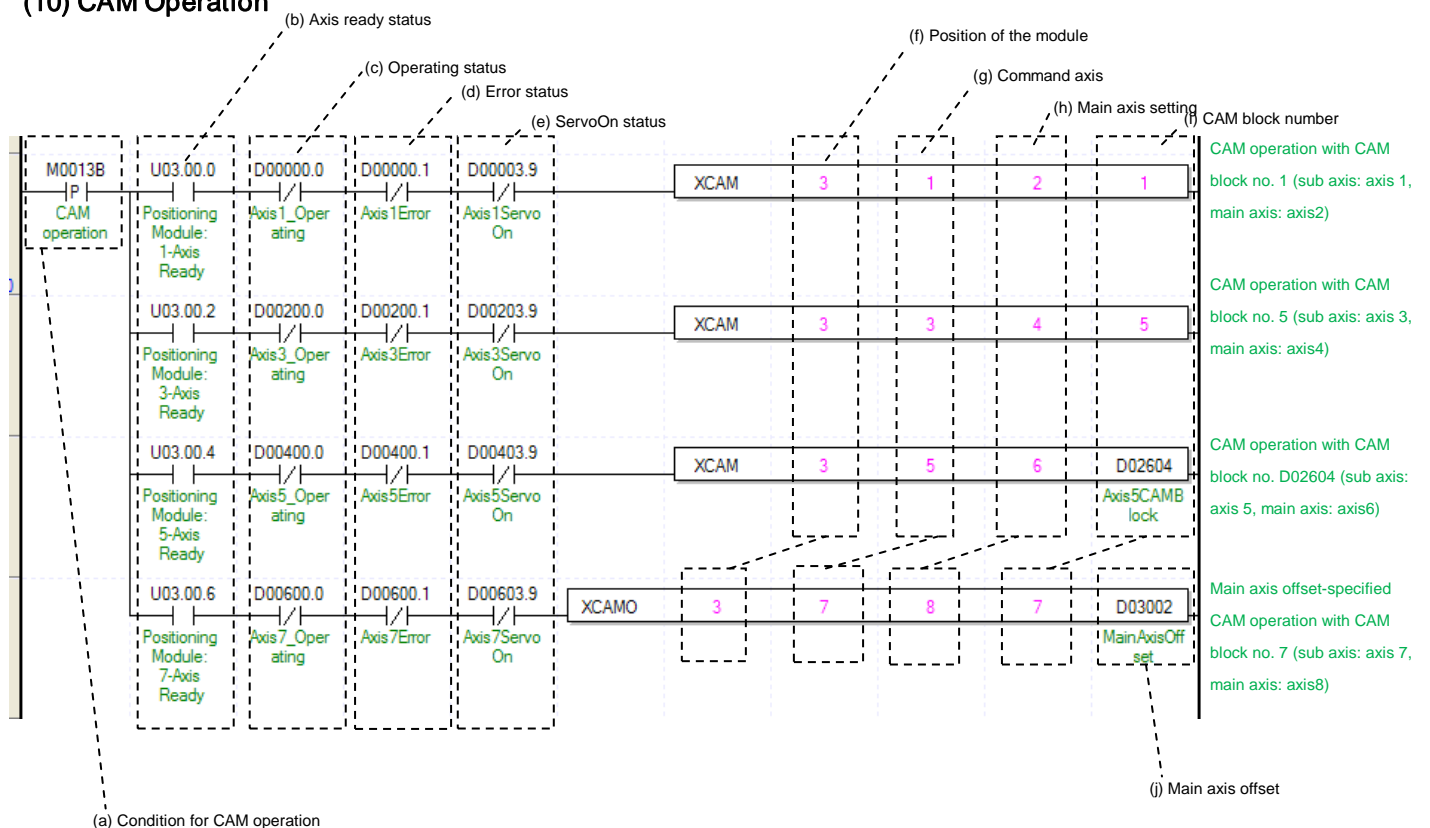 (10) CAM Operation
(b) Axis ready status
(c) Operating status
(d) Error status
(e) ServoOn status
(f) Position of the module
(g) Command axis
(h) Main axis setting
(i) CAM block number
M0013B
P
CAM
operation
U03.00.0
Positioning
Module:
1-Axis
Ready
D00000.0
Axis1_Oper
ating
D00000.1
Axis1Error
D00003.9
Axis1Servo
On
XCAM 3 1 2 1
CAM operation with CAM
block no. 1 (sub axis: axis 1,
main axis: axis2)
U03.00.2
Positioning
Module:
3-Axis
Ready
D00200.0
Axis3_Oper
ating
D00200.1
Axis3Error
D00203.9
Axis3Servo
On
XCAM 3 3 4 5
CAM operation with CAM
block no. 5 (sub axis: axis 3,
main axis: axis4)
U03.00.4
Positioning
Module:
5-Axis
Ready
D00400.0
Axis5_Oper
ating
D00400.1
Axis5Error
D00403.9
Axis5Servo
On
XCAM 3 5 6 D02604
Axis5CAMB
lock
CAM operation with CAM
block no. D02604 (sub axis:
axis 5, main axis: axis6)
U03.00.6
Positioning
Module:
7-Axis
Ready
D00600.0
Axis7_Oper
ating
D00600.1
Axis7Error
D00603.9
Axis7Servo
On
XCAMO 3 7 8 7 D03002
MainAxisOff
set
Main axis offset-specified
CAM operation with CAM
block no. 7 (sub axis: axis 7,
main axis: axis8)
(j) Main axis offset
(a) Condition for CAM operation